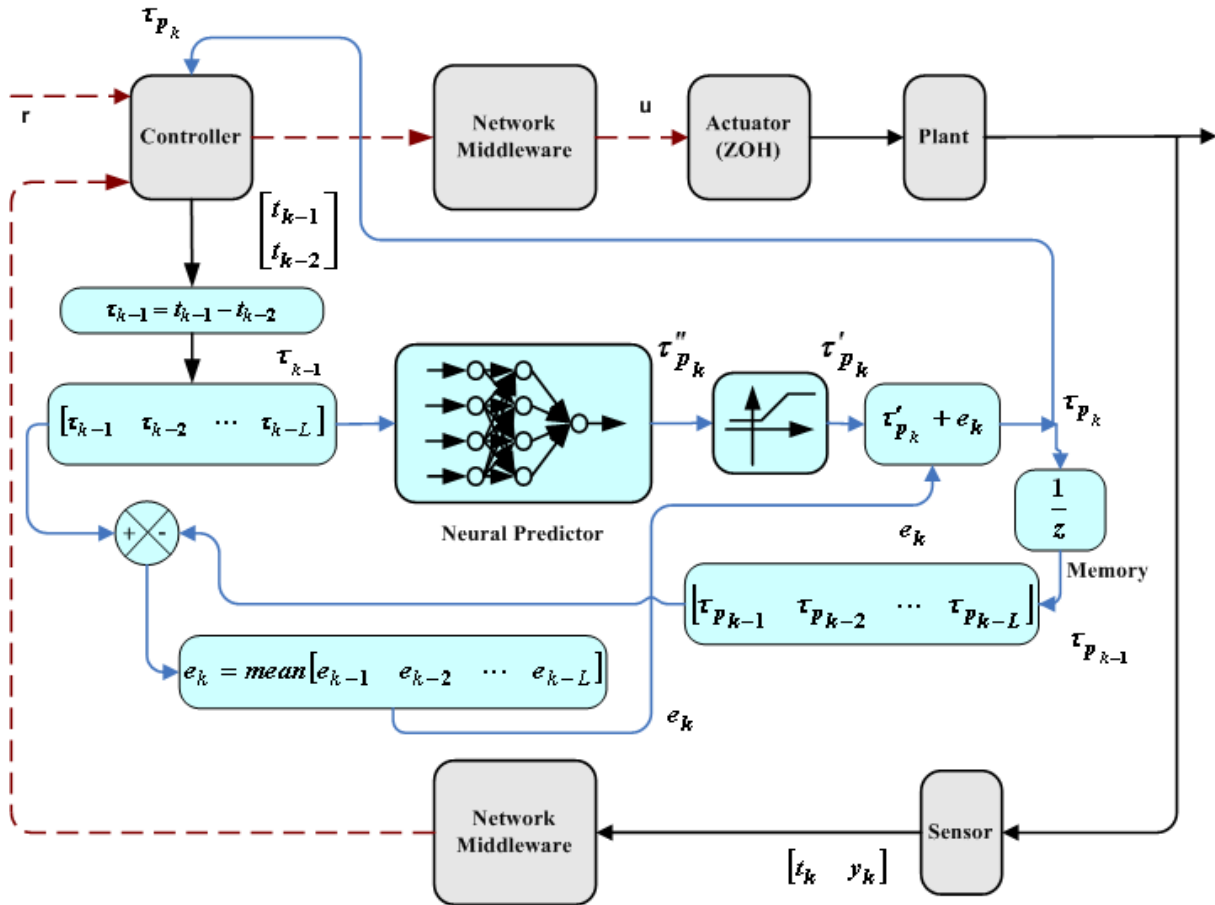 τ_{p_k}
r
Controller
Network
Middleware
u
Actuator
(ZOH)
Plant
[t_{k-1}
t_{k-2}]
τ_{k-1} = t_{k-1} - t_{k-2}
τ_{k-1}
[τ_{k-1} τ_{k-2} ⋯ τ_{k-L}]
τ''_{p_k}
τ'_{p_k}
τ'_{p_k} + e_k
τ_{p_k}
+ -
Neural Predictor
e_k
1
z
Memory
[τ_{p_{k-1}} τ_{p_{k-2}} ⋯ τ_{p_{k-L}}]
τ_{p_{k-1}}
e_k = mean[e_{k-1} e_{k-2} ⋯ e_{k-L}]
e_k
Network
Middleware
Sensor
[t_k y_k]